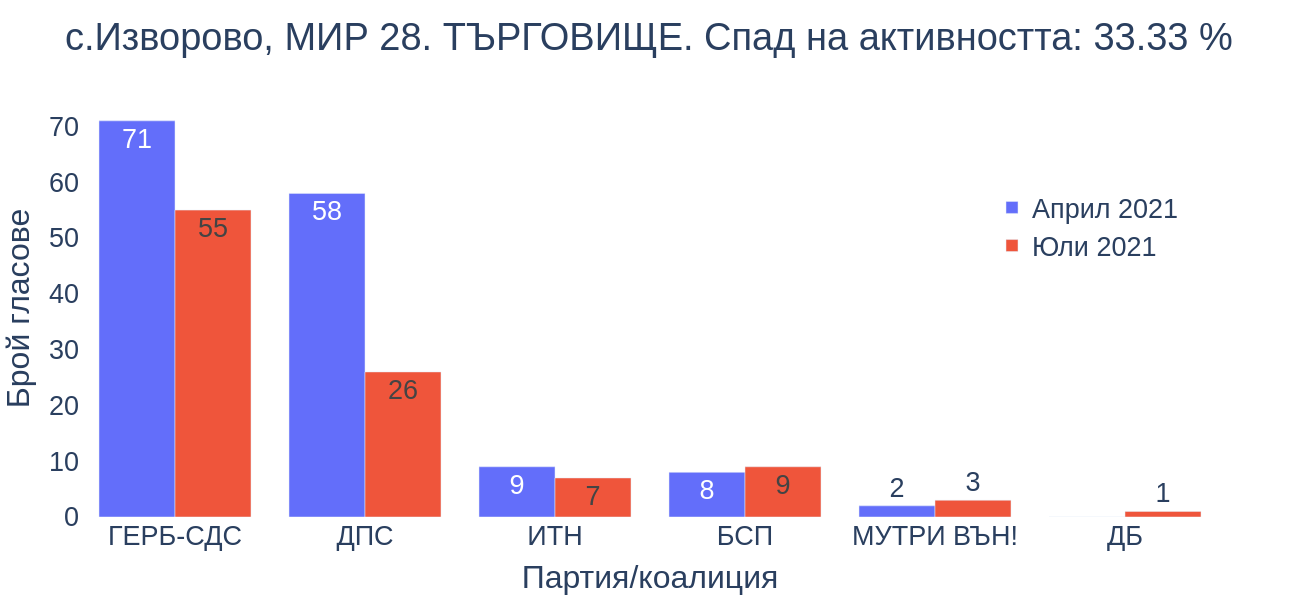 с.Изворово, МИР 28. ТЪРГОВИЩЕ. Спад на активността: 33.33 %
Брой гласове
70
60
50
40
30
20
10
0
71
55
58
26
9
7
8
9
2
3
1
Април 2021
Юли 2021
ГЕРБ-СДС
ДПС
ИТН
БСП
МУТРИ ВЪН!
ДБ
Партия/коалиция